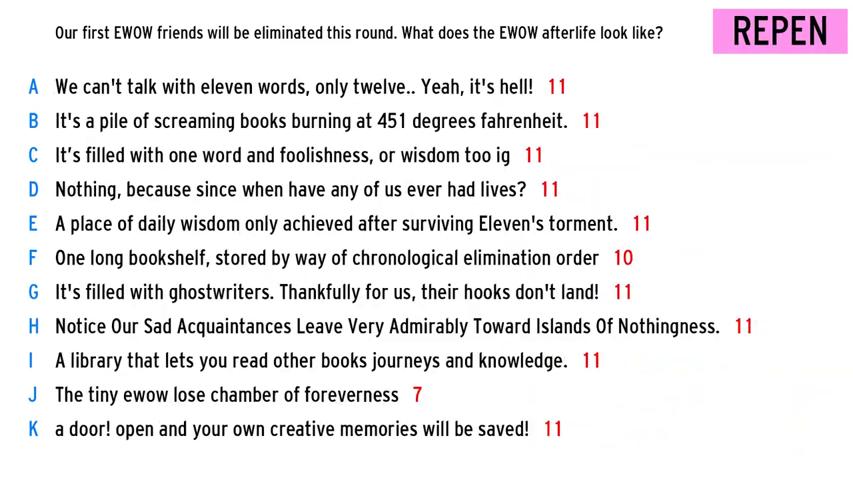 Our first EWOW friends will be eliminated this round. What does the EWOW afterlife look like?
REPEN
A We can't talk with eleven words, only twelve.. Yeah, it's hell! 11
B It's a pile of screaming books burning at 451 degrees fahrenheit. 11
C It’s filled with one word and foolishness, or wisdom too ig 11
D Nothing, because since when have any of us ever had lives? 11
E A place of daily wisdom only achieved after surviving Eleven's torment. 11
F One long bookshelf, stored by way of chronological elimination order 10
G It's filled with ghostwriters. Thankfully for us, their hooks don't land! 11
H Notice Our Sad Acquaintances Leave Very Admirably Toward Islands Of Nothingness. 11
I A library that lets you read other books journeys and knowledge. 11
J The tiny ewow lose chamber of foreverness 7
K a door! open and your own creative memories will be saved! 11